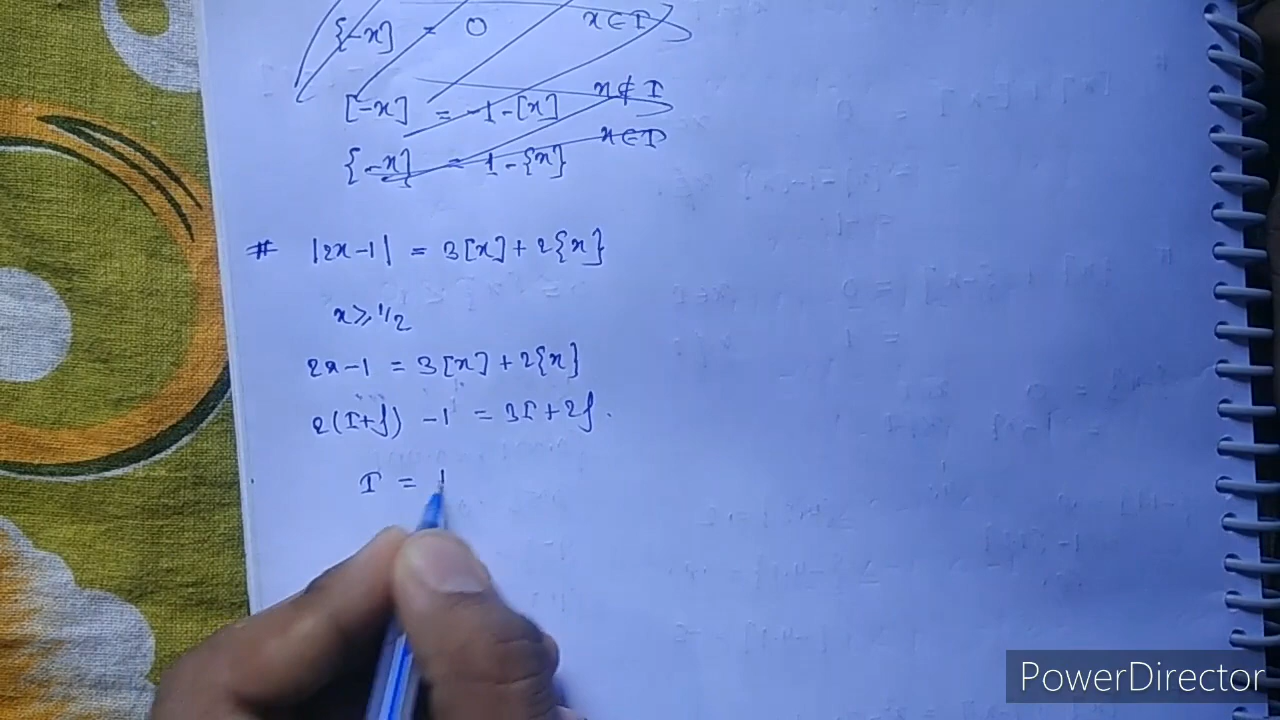 {-x} = 0 x ∈ I
[-x] = -1-[x] x ∉ I
{-x} = 1-{x} x ∈ I
# |2x-1| = 3[x]+2{x}
x ≥ 1/2
2x-1 = 3[x]+2{x}
2(I+f) -1 = 3I+2f.
I = 1
PowerDirector